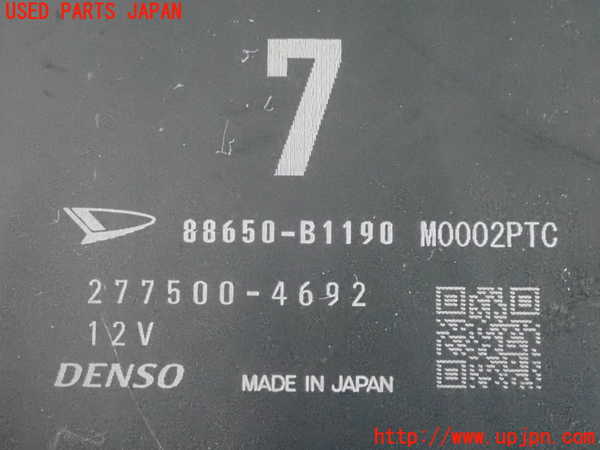 USED PARTS JAPAN
7
88650-B1190 M0002PTC
277500-4692
12V
DENSO
MADE IN JAPAN
http://www.upjpn.com